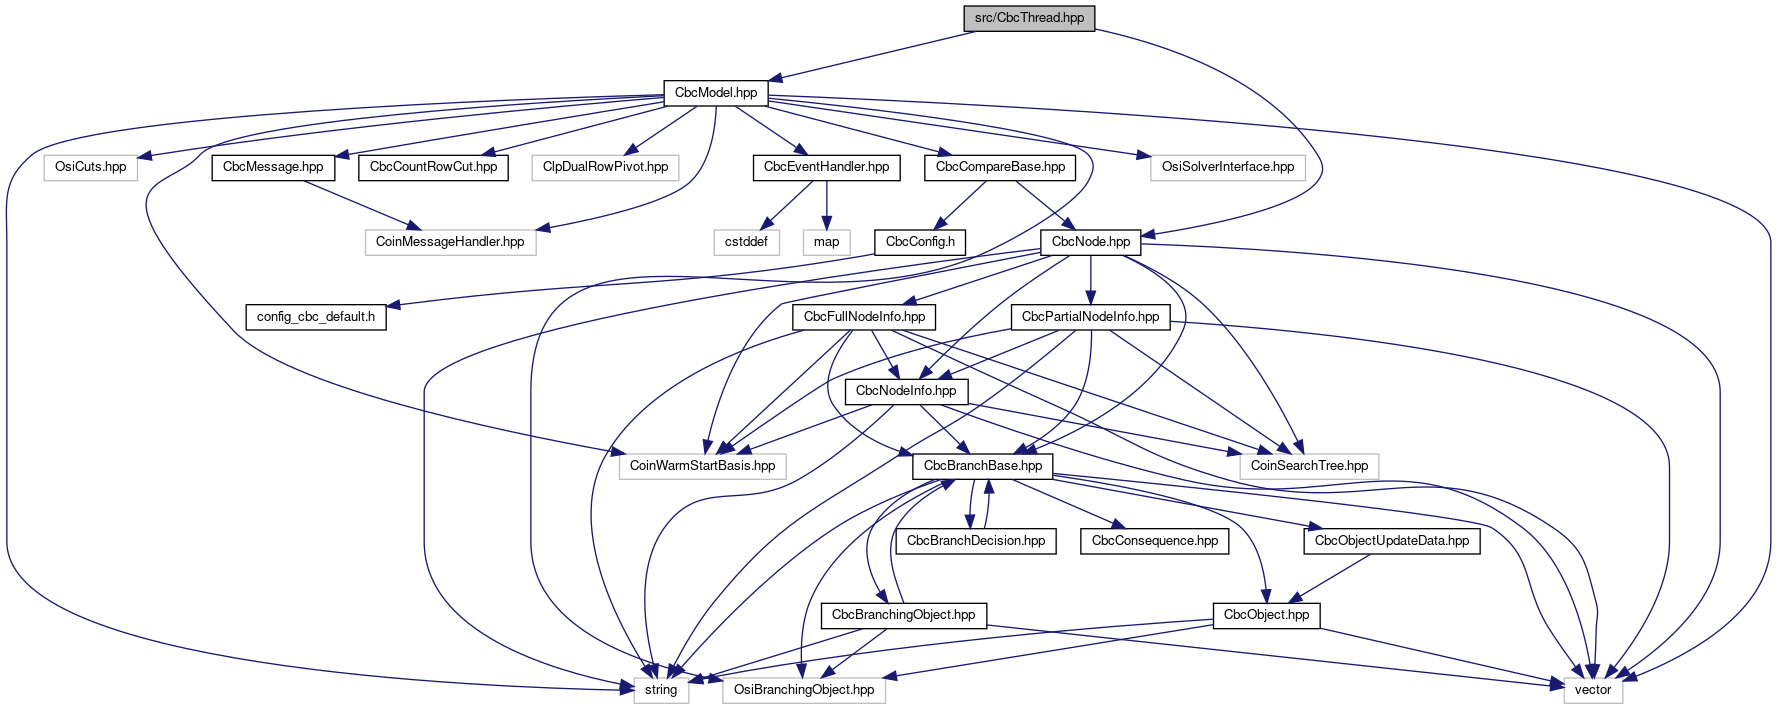 src/CbcThread.hpp
CbcModel.hpp
OsiCuts.hpp
CbcMessage.hpp
CbcCountRowCut.hpp
ClpDualRowPivot.hpp
CbcEventHandler.hpp
CbcCompareBase.hpp
OsiSolverInterface.hpp
CoinMessageHandler.hpp
cstddef
map
CbcConfig.h
CbcNode.hpp
config_cbc_default.h
CbcFullNodeInfo.hpp
CbcPartialNodeInfo.hpp
CbcNodeInfo.hpp
CoinWarmStartBasis.hpp
CbcBranchBase.hpp
CoinSearchTree.hpp
CbcBranchDecision.hpp
CbcConsequence.hpp
CbcObjectUpdateData.hpp
CbcBranchingObject.hpp
CbcObject.hpp
string
OsiBranchingObject.hpp
vector